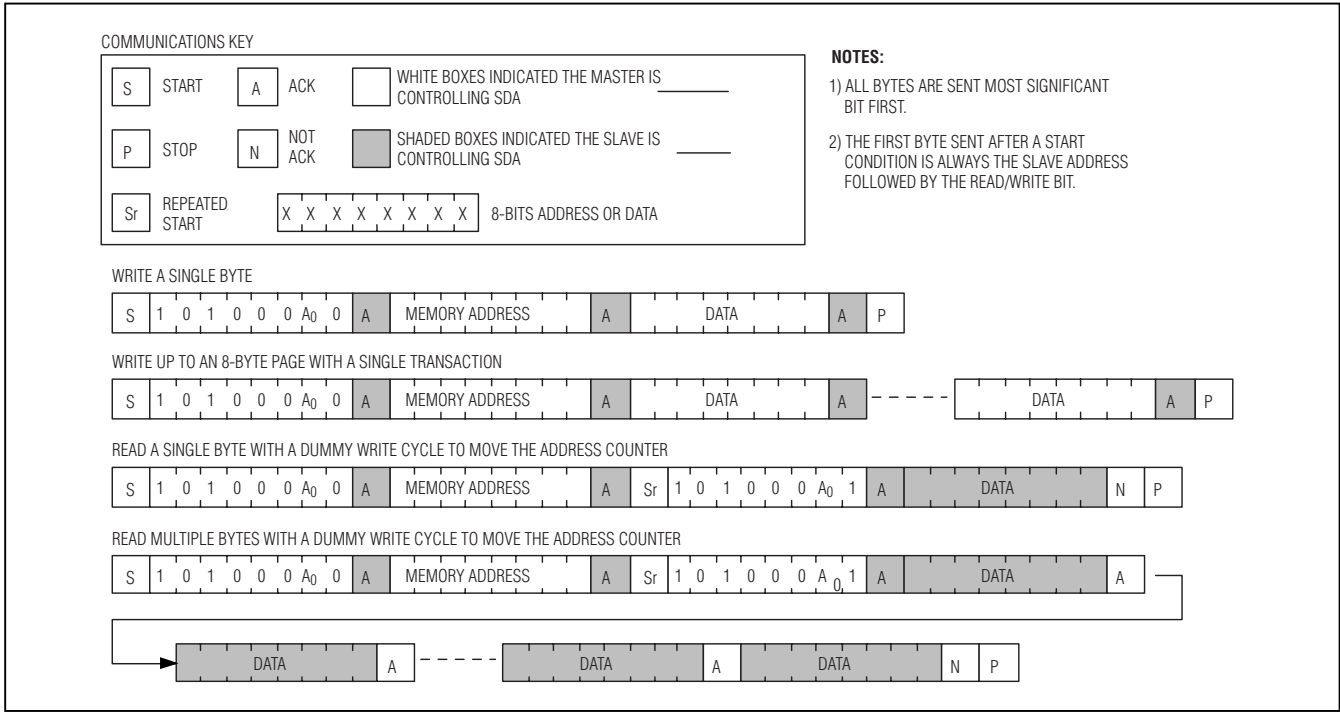 COMMUNICATIONS KEY
S START A ACK WHITE BOXES INDICATED THE MASTER IS
CONTROLLING SDA
P STOP N NOT
ACK SHADED BOXES INDICATED THE SLAVE IS
CONTROLLING SDA
Sr REPEATED
START X X X X X X X X 8-BITS ADDRESS OR DATA
NOTES:
1) ALL BYTES ARE SENT MOST SIGNIFICANT
BIT FIRST.
2) THE FIRST BYTE SENT AFTER A START
CONDITION IS ALWAYS THE SLAVE ADDRESS
FOLLOWED BY THE READ/WRITE BIT.
WRITE A SINGLE BYTE
S 1 0 1 0 0 0 A0 0 A MEMORY ADDRESS A DATA A P
WRITE UP TO AN 8-BYTE PAGE WITH A SINGLE TRANSACTION
S 1 0 1 0 0 0 A0 0 A MEMORY ADDRESS A DATA A DATA A P
READ A SINGLE BYTE WITH A DUMMY WRITE CYCLE TO MOVE THE ADDRESS COUNTER
S 1 0 1 0 0 0 A0 0 A MEMORY ADDRESS A Sr 1 0 1 0 0 0 A0 1 A DATA N P
READ MULTIPLE BYTES WITH A DUMMY WRITE CYCLE TO MOVE THE ADDRESS COUNTER
S 1 0 1 0 0 0 A0 0 A MEMORY ADDRESS A Sr 1 0 1 0 0 0 A0 1 A DATA A
DATA A DATA A DATA N P